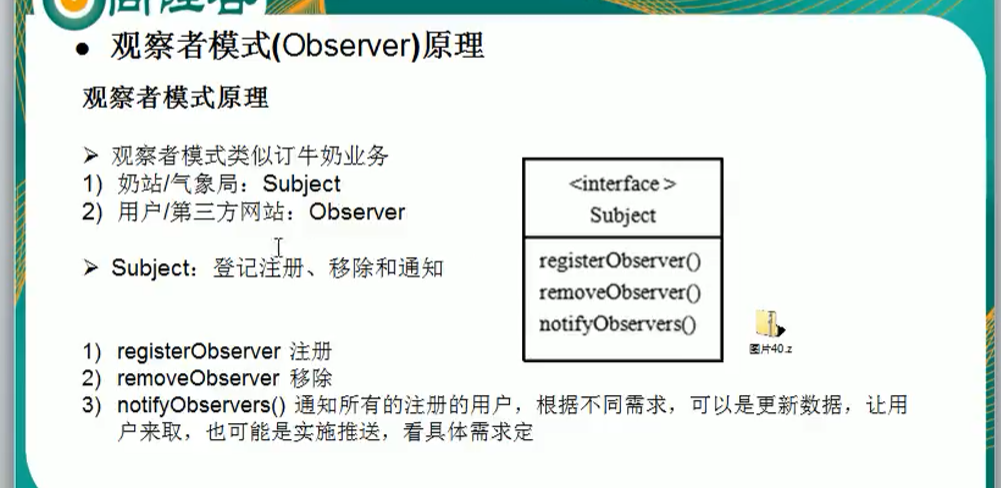 观察者模式(Observer)原理
观察者模式原理
观察者模式类似订牛奶业务
1) 奶站/气象局：Subject
2) 用户/第三方网站：Observer
Subject：登记注册、移除和通知
1) registerObserver 注册
2) removeObserver 移除
3) notifyObservers() 通知所有的注册的用户，根据不同需求，可以是更新数据，让用
户来取，也可能是实施推送，看具体需求定
<interface >
Subject
registerObserver()
removeObserver()
notifyObservers()
图片40.z